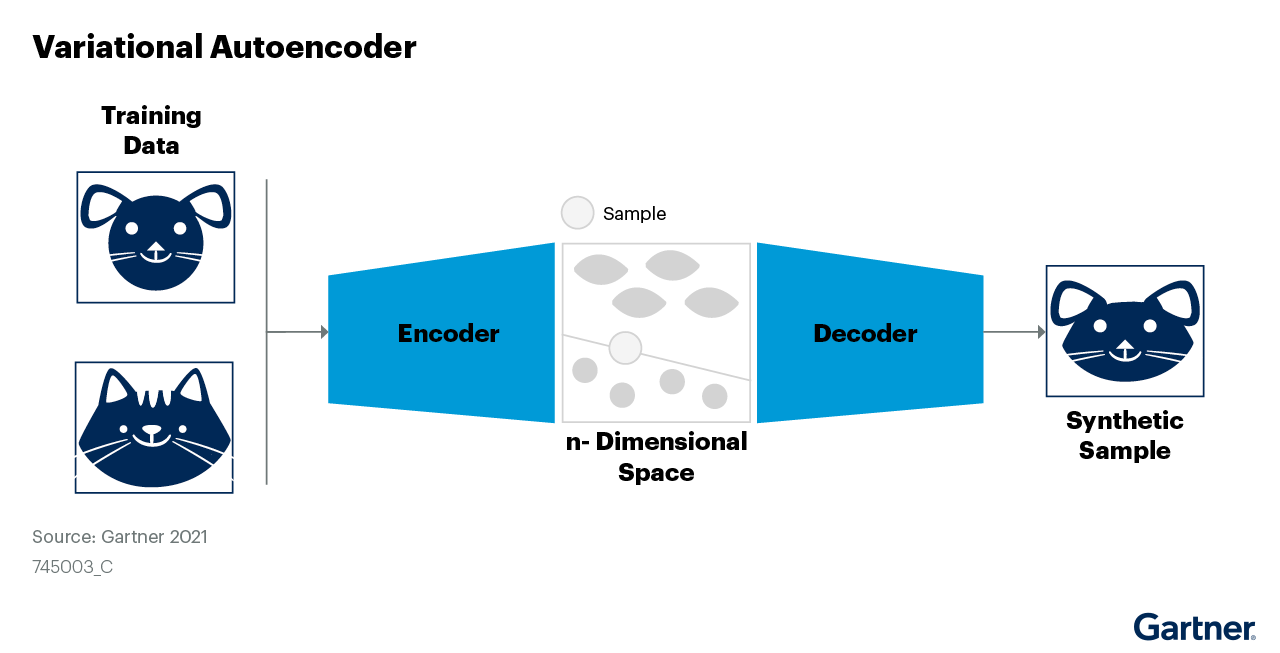 Variational Autoencoder
Training
Data
Sample
Encoder
Decoder
n- Dimensional
Space
Synthetic
Sample
Source: Gartner 2021
745003_C
Gartner®